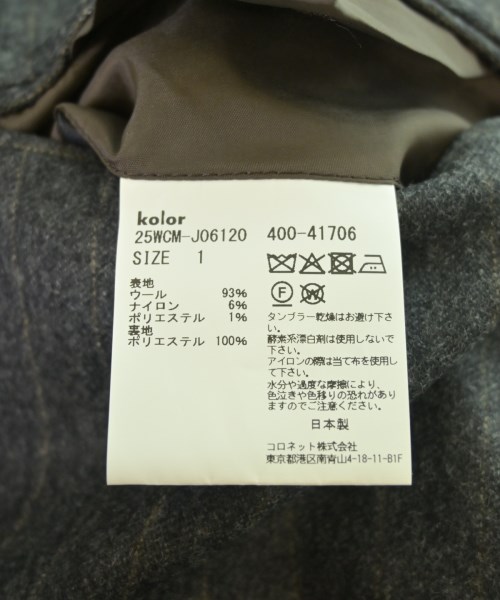 kolor
25WCM-J06120 400-41706
SIZE 1
表地
ウール 93%
ナイロン 6%
ポリエステル 1%
裏地
ポリエステル 100%
タンブラー乾燥はお避け下さ
い。
酵素系漂白剤は使用しないで
下さい。
アイロンの際は当て布を使用し
て下さい。
水分や過度な摩擦により、
色泣きや色移りの恐れがあり
ますのでご注意ください。
日本製
コロネット株式会社
東京都港区南青山4-18-11-B1F